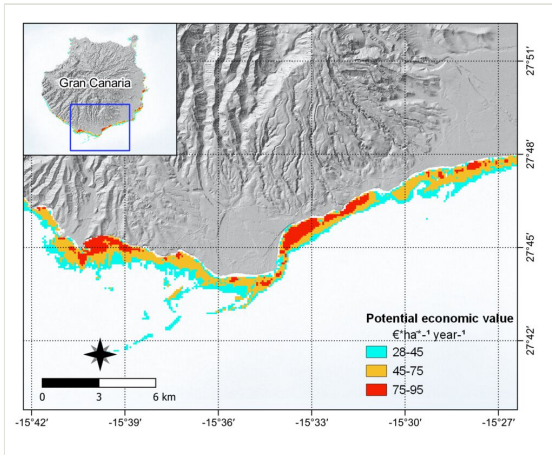 Gran Canaria
27°51'
27°48'
27°45'
27°42'
Potential economic value
€*ha*-¹ year-¹
28-45
45-75
75-95
0 3 6 km
-15°42' -15°39' -15°36' -15°33' -15°30' -15°27'